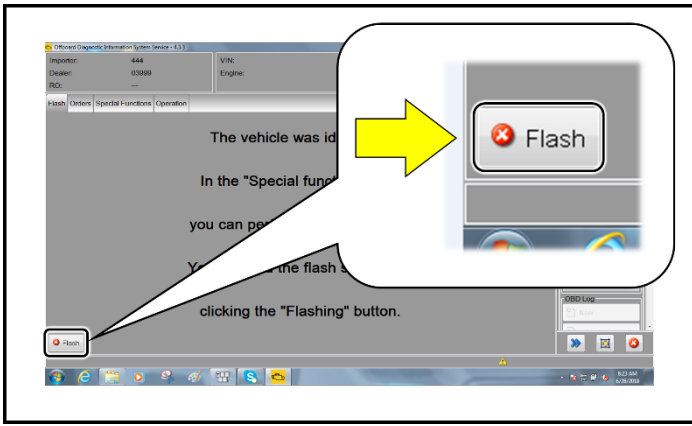 Offboard Diagnostic Information System Service - 4.3.3
Importer: 444
VIN:
Dealer: 03999
Engine:
RO: ---
Flash Orders Special Functions Operation
The vehicle was id
In the "Special funct
you can per
Yo the flash s
clicking the "Flashing" button.
Flash
OBD Log
Flash
8:23 AM
6/28/2018